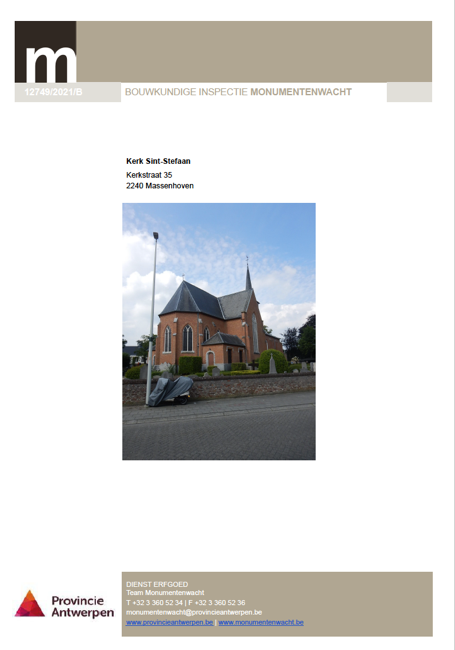 m
12749/2021/B
BOUWKUNDIGE INSPECTIE MONUMENTENWACHT
Kerk Sint-Stefaan
Kerkstraat 35
2240 Massenhoven
DIENST ERFGOED
Team Monumentenwacht
T +32 3 360 52 34 | F +32 3 360 52 36
monumentenwacht@provincieantwerpen.be
www.provincieantwerpen.be | www.monumentenwacht.be
Provincie
Antwerpen